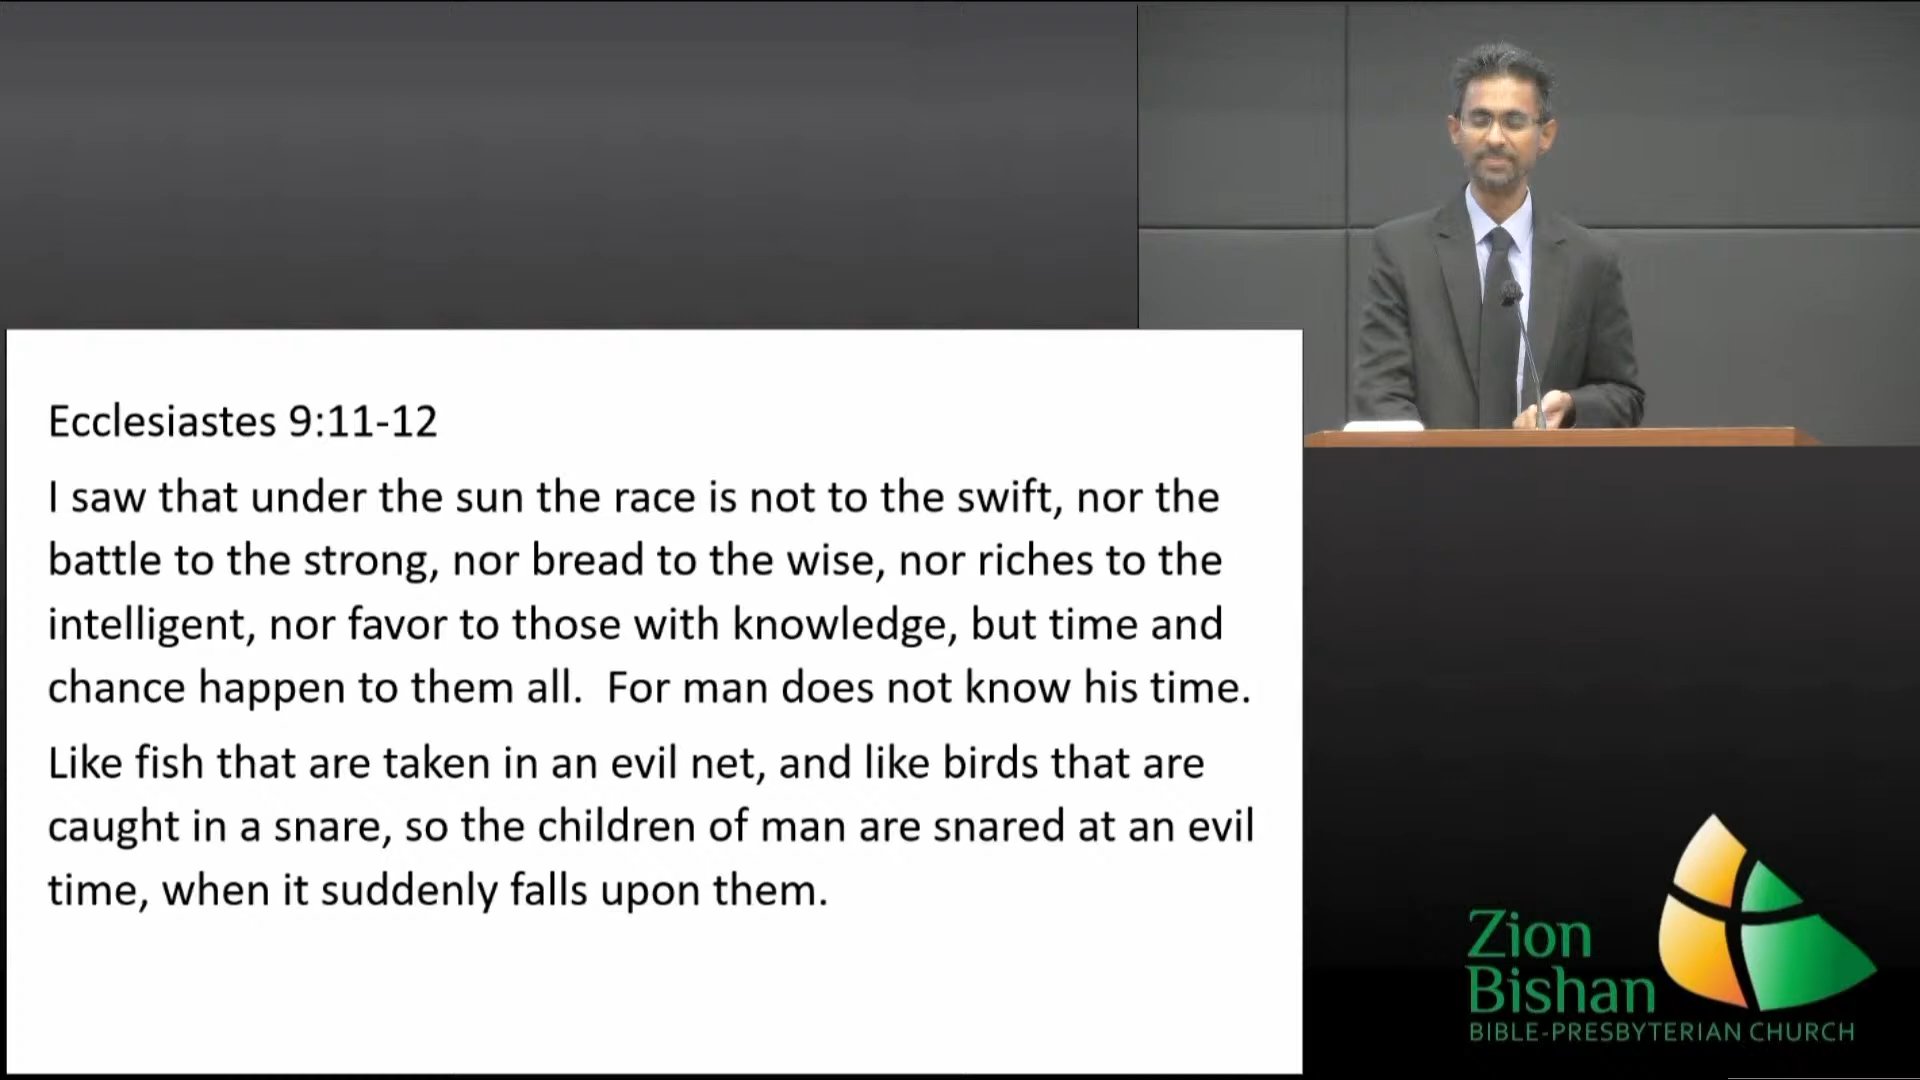 Ecclesiastes 9:11-12
I saw that under the sun the race is not to the swift, nor the
battle to the strong, nor bread to the wise, nor riches to the
intelligent, nor favor to those with knowledge, but time and
chance happen to them all.  For man does not know his time.
Like fish that are taken in an evil net, and like birds that are
caught in a snare, so the children of man are snared at an evil
time, when it suddenly falls upon them.
Zion
Bishan
BIBLE-PRESBYTERIAN CHURCH